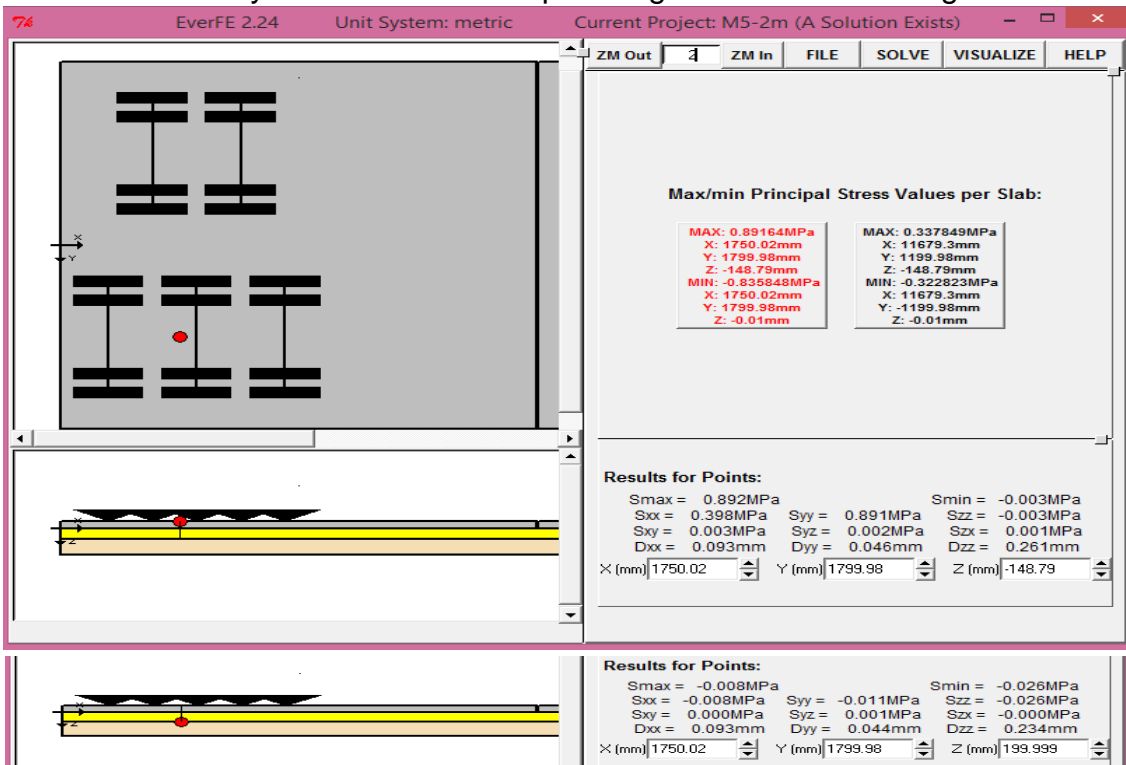 EverFE 2.24 Unit System: metric Current Project: M5-2m (A Solution Exists)
ZM Out 2 ZM In FILE SOLVE VISUALIZE HELP
X
Y
Max/min Principal Stress Values per Slab:
MAX: 0.89164MPa
X: 1750.02mm
Y: 1799.98mm
Z: -148.79mm
MIN: -0.835848MPa
X: 1750.02mm
Y: 1799.98mm
Z: -0.01mm
MAX: 0.337849MPa
X: 11679.3mm
Y: 1199.98mm
Z: -148.79mm
MIN: -0.322823MPa
X: 11679.3mm
Y: -1199.98mm
Z: -0.01mm
X
Z
Results for Points:
Smax = 0.892MPa Smin = -0.003MPa
Sxx = 0.398MPa Syy = 0.891MPa Szz = -0.003MPa
Sxy = 0.003MPa Syz = 0.002MPa Szx = 0.001MPa
Dxx = 0.093mm Dyy = 0.046mm Dzz = 0.261mm
X (mm) 1750.02 Y (mm) 1799.98 Z (mm) -148.79
X
Z
Results for Points:
Smax = -0.008MPa Smin = -0.026MPa
Sxx = -0.008MPa Syy = -0.011MPa Szz = -0.026MPa
Sxy = 0.000MPa Syz = 0.001MPa Szx = -0.000MPa
Dxx = 0.093mm Dyy = 0.044mm Dzz = 0.234mm
X (mm) 1750.02 Y (mm) 1799.98 Z (mm) 199.999